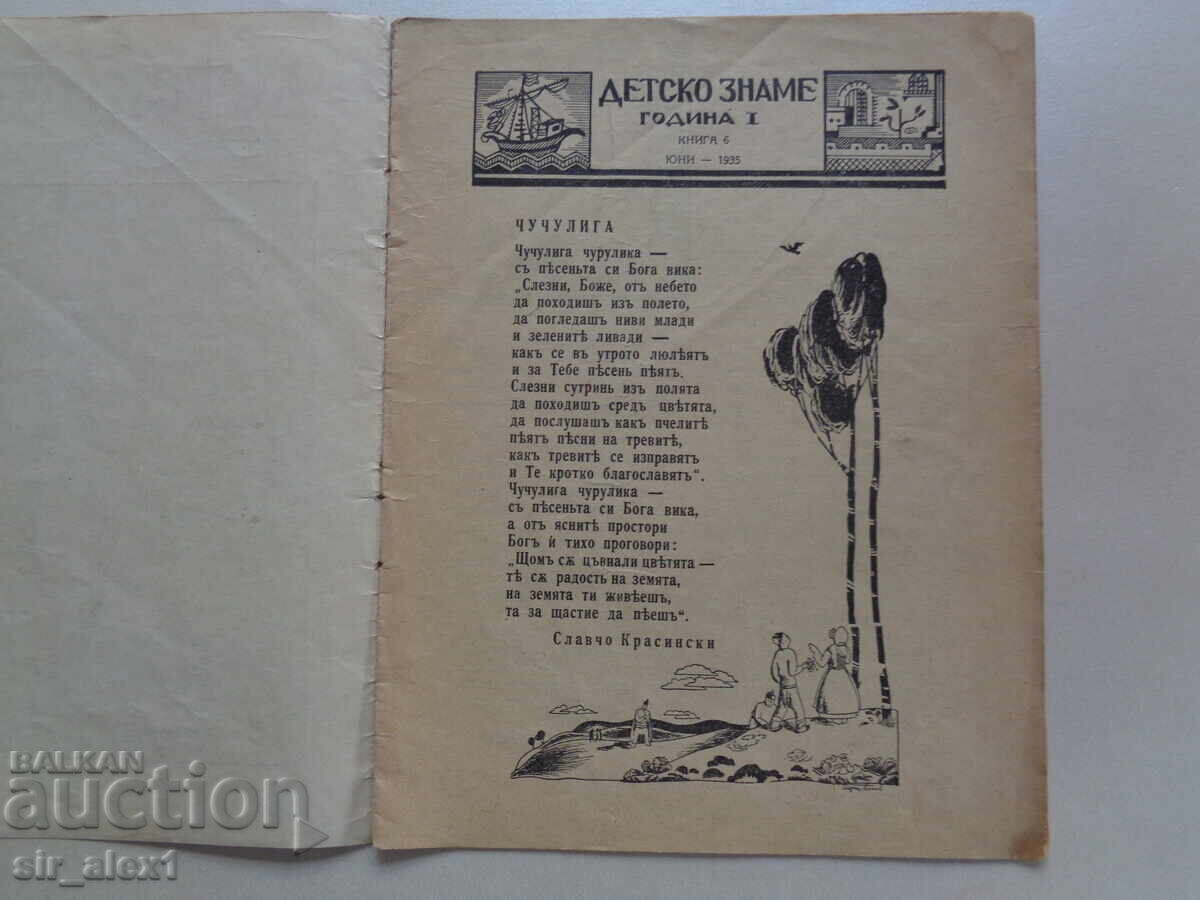 ДЕТСКО ЗНАМЕ
ГОДИНА I
КНИГА 6
ЮНИ — 1935
ЧУЧУЛИГА
Чучулига чурулика —
съ пѣсеньта си Бога вика:
„Слезни, Боже, отъ небето
да походишъ изъ полето,
да погледашъ ниви млади
и зеленитѣ ливади —
какъ се въ утрото люлѣятъ
и за Тебе пѣсень пѣятъ.
Слезни сутринь изъ полята
да походишъ средъ цвѣтята,
да послушашъ какъ пчелитѣ
пѣятъ пѣсни на тревитѣ,
какъ тревитѣ се изправятъ
и Те кротко благославятъ“.
Чучулига чурулика —
съ пѣсеньта си Бога вика,
а отъ яснитѣ простори
Богъ ѝ тихо проговори:
„Щомъ сѫ цъвнали цвѣтята —
тѣ сѫ радость на земята,
на земята ти живѣешъ,
та за щастие да пѣешъ“.
Славчо Красински
BALKAN
auction
sir_alex1